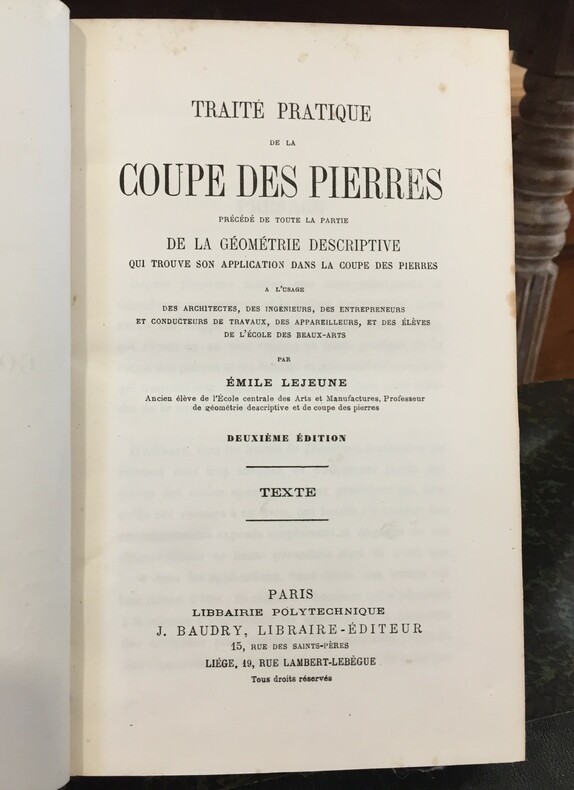 TRAITÉ PRATIQUE
DE LA
COUPE DES PIERRES
PRÉCÉDÉ DE TOUTE LA PARTIE
DE LA GÉOMÉTRIE DESCRIPTIVE
QUI TROUVE SON APPLICATION DANS LA COUPE DES PIERRES
A L'USAGE
DES ARCHITECTES, DES INGÉNIEURS, DES ENTREPRENEURS
ET CONDUCTEURS DE TRAVAUX, DES APPAREILLEURS, ET DES ÉLÈVES
DE L'ÉCOLE DES BEAUX-ARTS
PAR
ÉMILE LEJEUNE
Ancien élève de l'École centrale des Arts et Manufactures, Professeur
de géométrie descriptive et de coupe des pierres
DEUXIÈME ÉDITION
TEXTE
PARIS
LIBRAIRIE POLYTECHNIQUE
J. BAUDRY, LIBRAIRE-ÉDITEUR
15, RUE DES SAINTS-PÈRES
LIÉGE, 19, RUE LAMBERT-LEBÈGUE
Tous droits réservés